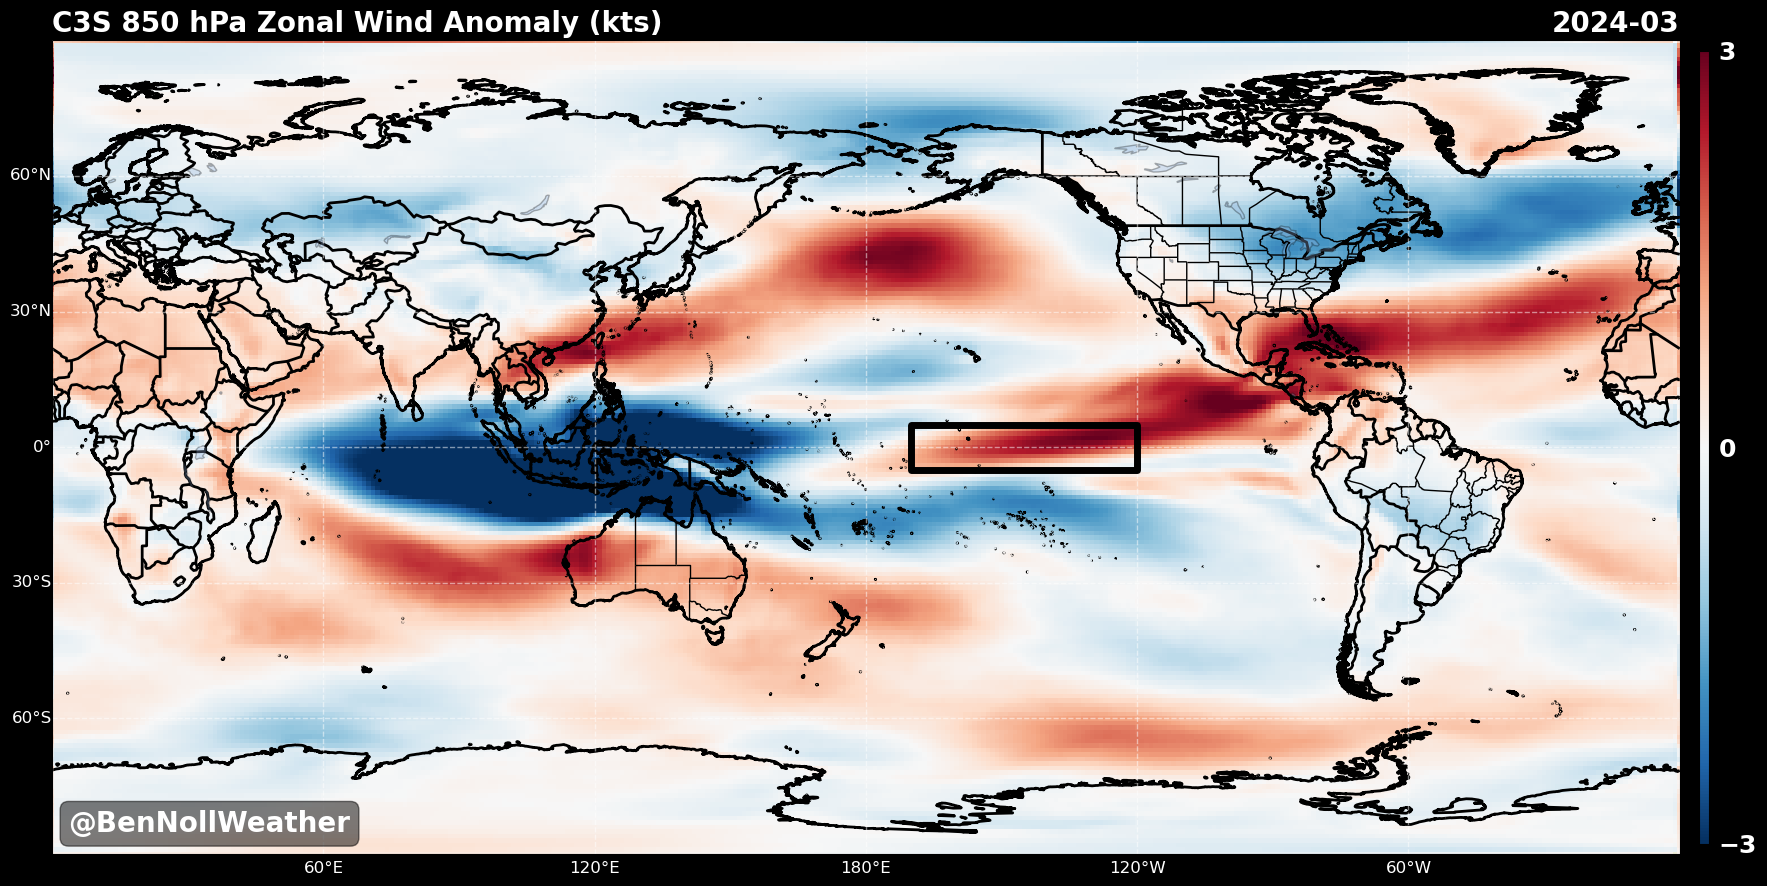 C3S 850 hPa Zonal Wind Anomaly (kts) 2024-03
3
60°N
30°N
0° 0
30°S
60°S
@BenNollWeather
−3
60°E 120°E 180°E 120°W 60°W